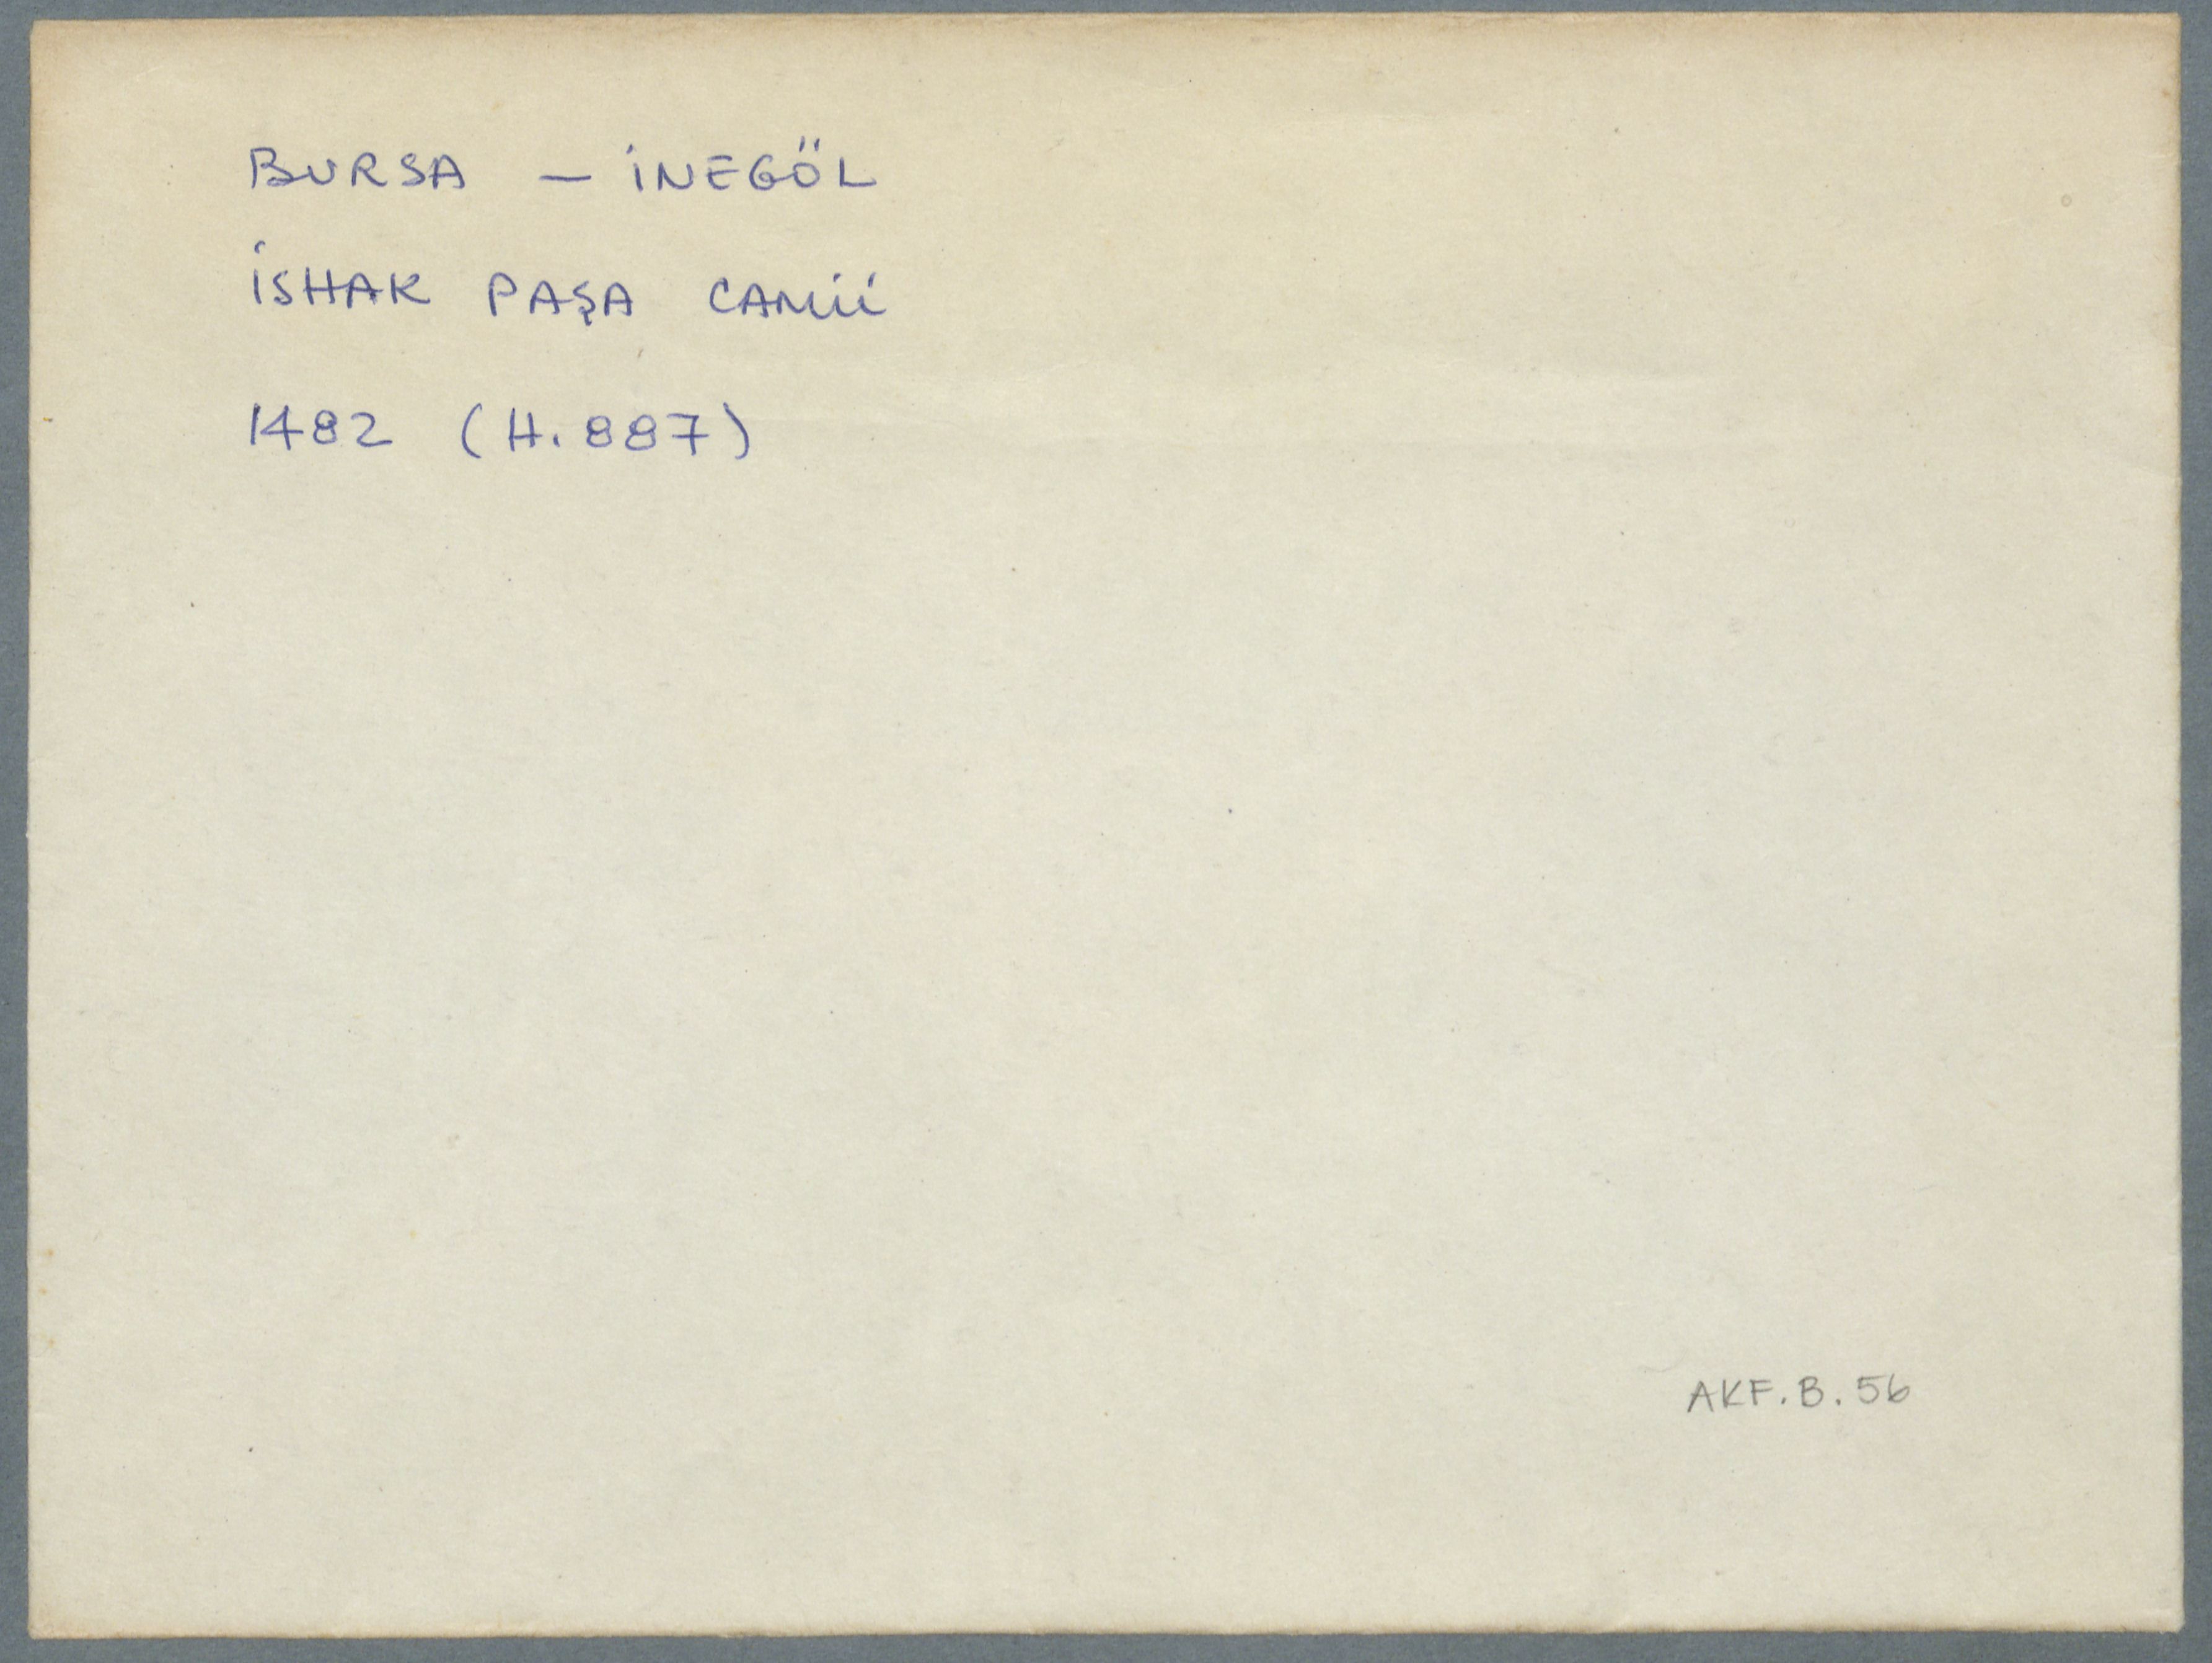 BURSA — İNEGÖL
İSHAK PAŞA CAMİİ
1482 (H. 887)
AKF.B.56